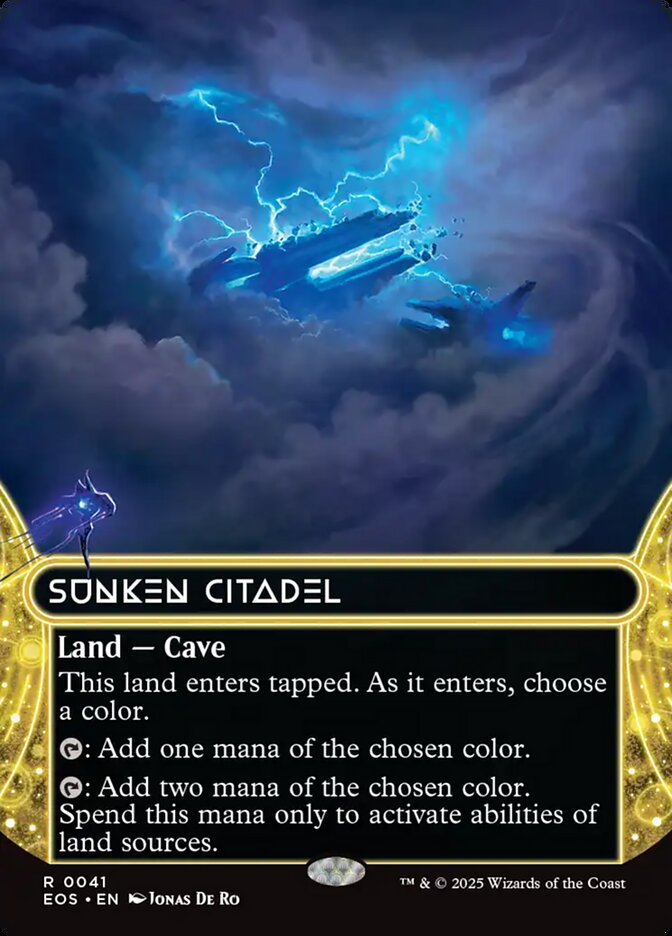 SUNKEN CITADEL
Land — Cave
This land enters tapped. As it enters, choose
a color.
: Add one mana of the chosen color.
: Add two mana of the chosen color.
Spend this mana only to activate abilities of
land sources.
R 0041
EOS • EN JONAS DE RO
™ & © 2025 Wizards of the Coast